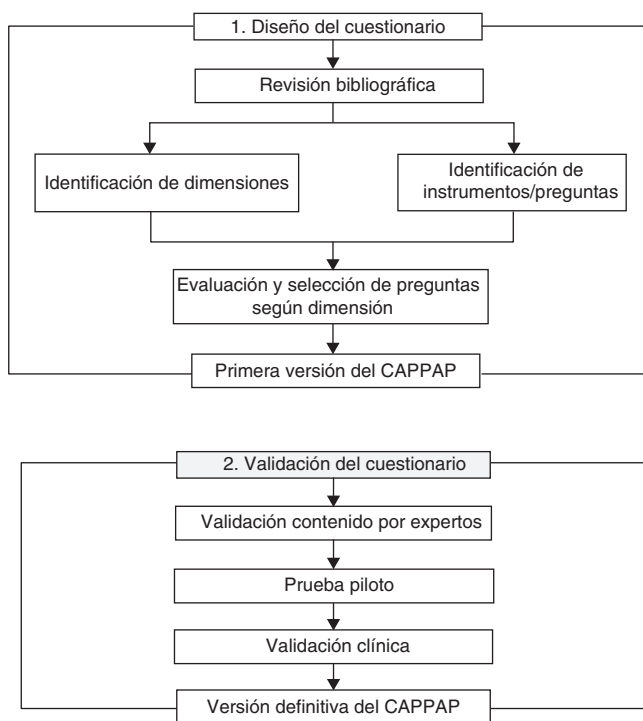 1. Diseño del cuestionario
Revisión bibliográfica
Identificación de dimensiones
Identificación de
instrumentos/preguntas
Evaluación y selección de preguntas
según dimensión
Primera versión del CAPPAP
2. Validación del cuestionario
Validación contenido por expertos
Prueba piloto
Validación clínica
Versión definitiva del CAPPAP